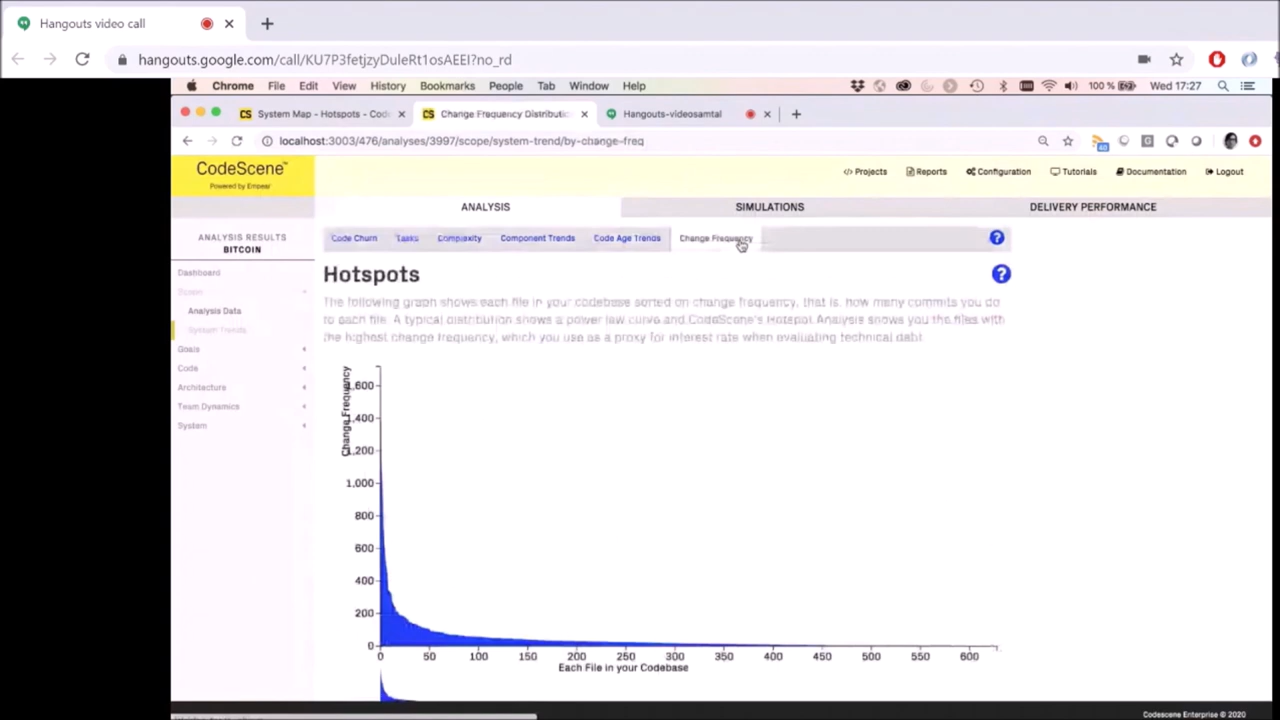 Hangouts video call
hangouts.google.com/call/KU7P3fetjzyDuleRt1osAEEI?no_rd
Chrome File Edit View History Bookmarks People Tab Window Help 100 % Wed 17:27
System Map - Hotspots - Code Change Frequency Distributio Hangouts-videosamtal
localhost:3003/476/analyses/3997/scope/system-trend/by-change-freq
40
CodeScene™
Powered by Empear
Projects Reports Configuration Tutorials Documentation Logout
ANALYSIS SIMULATIONS DELIVERY PERFORMANCE
ANALYSIS RESULTS
BITCOIN
Dashboard
Analysis Data
System Trends
Goals
Code
Architecture
Team Dynamics
System
Code Churn Tasks Complexity Component Trends Code Age Trends Change Frequency ?
Hotspots ?
The following graph shows each file in your codebase sorted on change frequency, that is, how many commits you do
to each file. A typical distribution shows a power law curve and CodeScene's Hotspot Analysis shows you the files with
the highest change frequency, which you use as a proxy for interest rate when evaluating technical debt
Change Frequency
1,600
1,400
1,200
1,000
800
600
400
200
0
0 50 100 150 200 250 300 350 400 450 500 550 600
Each File in your Codebase
Codescene Enterprise © 2020